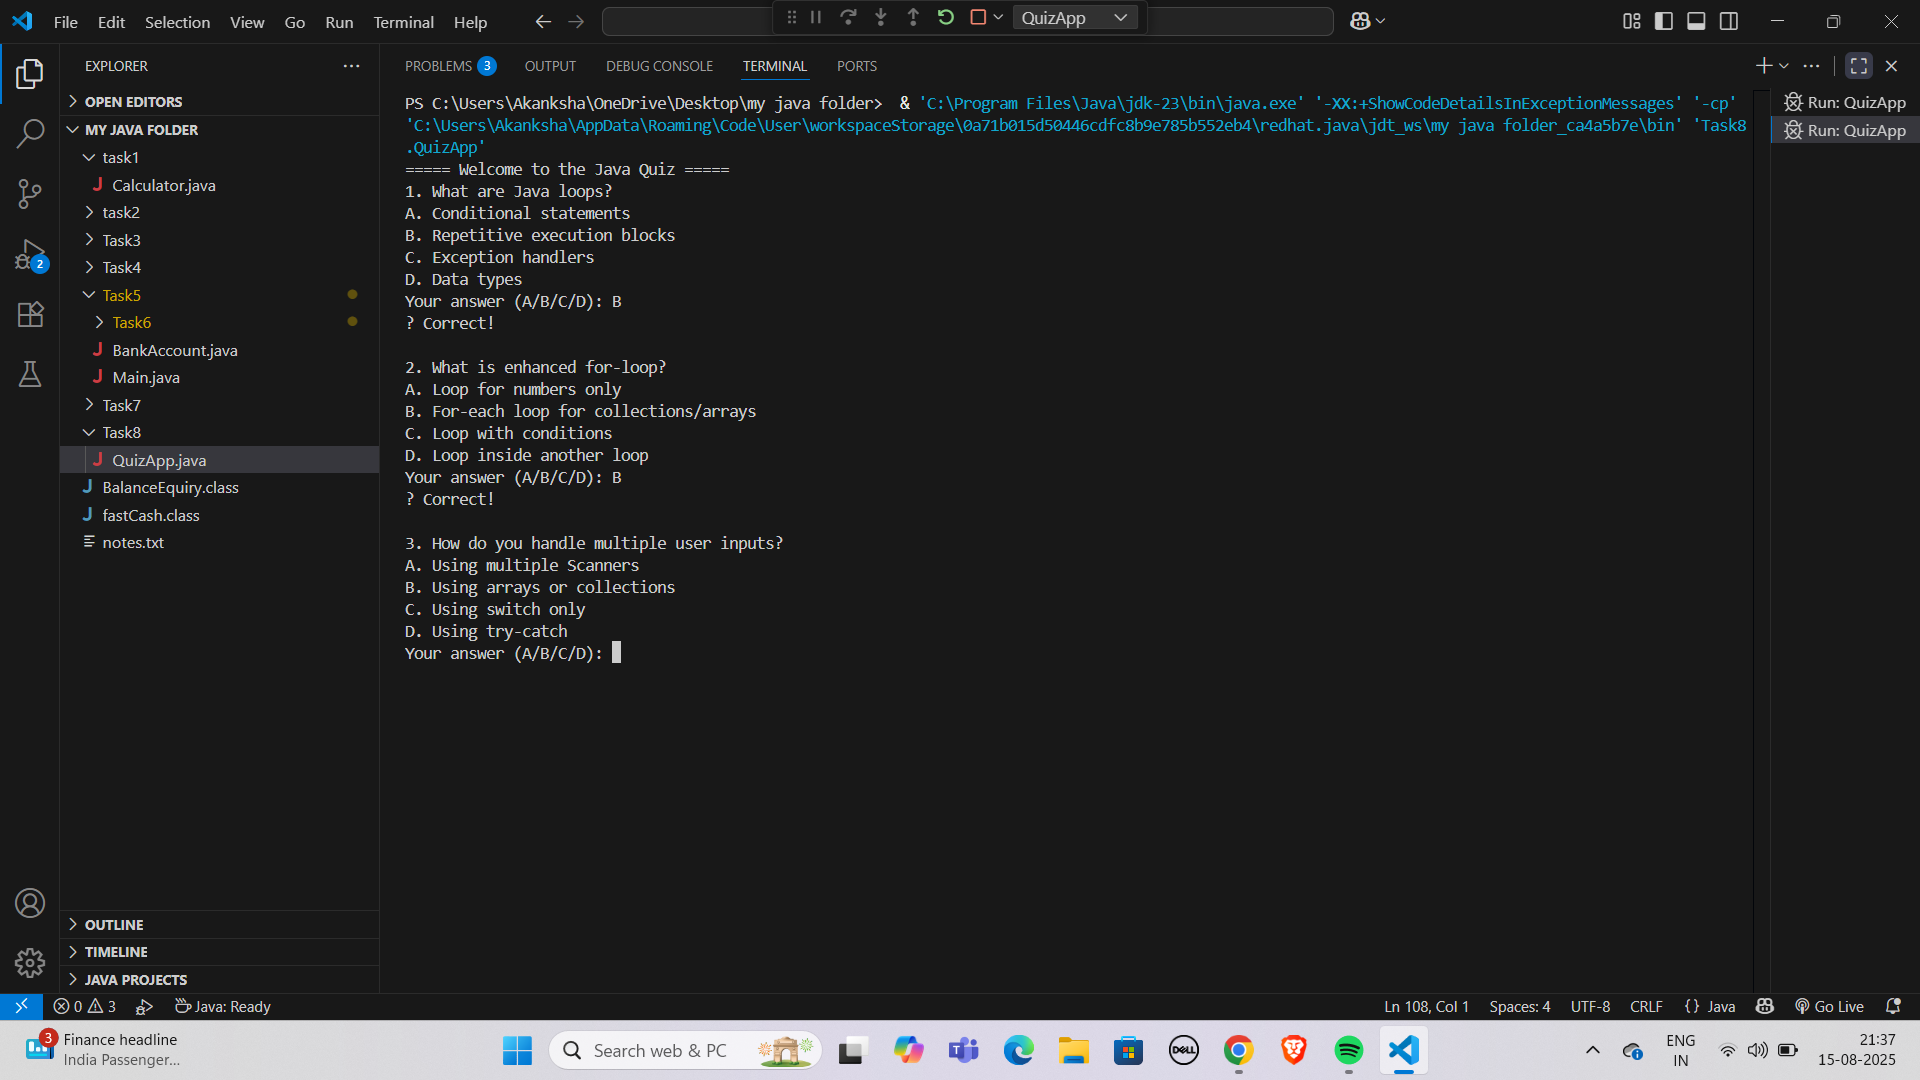 File Edit Selection View Go Run Terminal Help
QuizApp
EXPLORER
OPEN EDITORS
MY JAVA FOLDER
task1
Calculator.java
task2
Task3
Task4
Task5
Task6
BankAccount.java
Main.java
Task7
Task8
QuizApp.java
BalanceEquiry.class
fastCash.class
notes.txt
OUTLINE
TIMELINE
JAVA PROJECTS
2
PROBLEMS 3 OUTPUT DEBUG CONSOLE TERMINAL PORTS
PS C:\Users\Akanksha\OneDrive\Desktop\my java folder>  & 'C:\Program Files\Java\jdk-23\bin\java.exe' '-XX:+ShowCodeDetailsInExceptionMessages' '-cp'
'C:\Users\Akanksha\AppData\Roaming\Code\User\workspaceStorage\0a71b015d50446cdfc8b9e785b552eb4\redhat.java\jdt_ws\my java folder_ca4a5b7e\bin' 'Task8
.QuizApp'
===== Welcome to the Java Quiz =====
1. What are Java loops?
A. Conditional statements
B. Repetitive execution blocks
C. Exception handlers
D. Data types
Your answer (A/B/C/D): B
? Correct!
2. What is enhanced for-loop?
A. Loop for numbers only
B. For-each loop for collections/arrays
C. Loop with conditions
D. Loop inside another loop
Your answer (A/B/C/D): B
? Correct!
3. How do you handle multiple user inputs?
A. Using multiple Scanners
B. Using arrays or collections
C. Using switch only
D. Using try-catch
Your answer (A/B/C/D):
Run: QuizApp
Run: QuizApp
0 3 Java: Ready
Ln 108, Col 1 Spaces: 4 UTF-8 CRLF {} Java Go Live
3
Finance headline
India Passenger...
Search web & PC
DELL
ENG
IN
21:37
15-08-2025